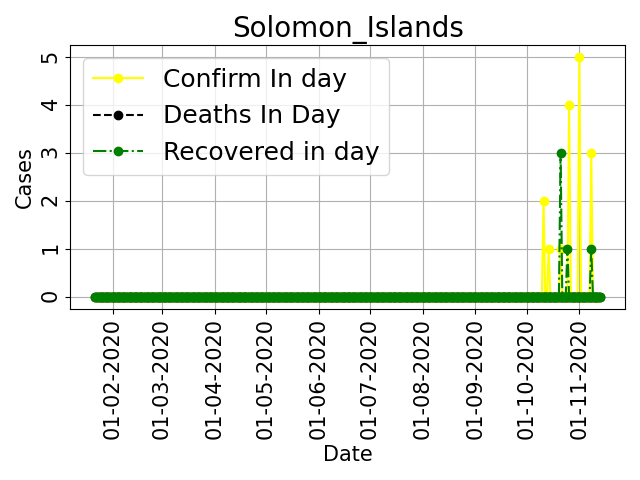 Solomon_Islands
Cases
5
4
3
2
1
0
Confirm In day
Deaths In Day
Recovered in day
01-02-2020
01-03-2020
01-04-2020
01-05-2020
01-06-2020
01-07-2020
01-08-2020
01-09-2020
01-10-2020
01-11-2020
Date